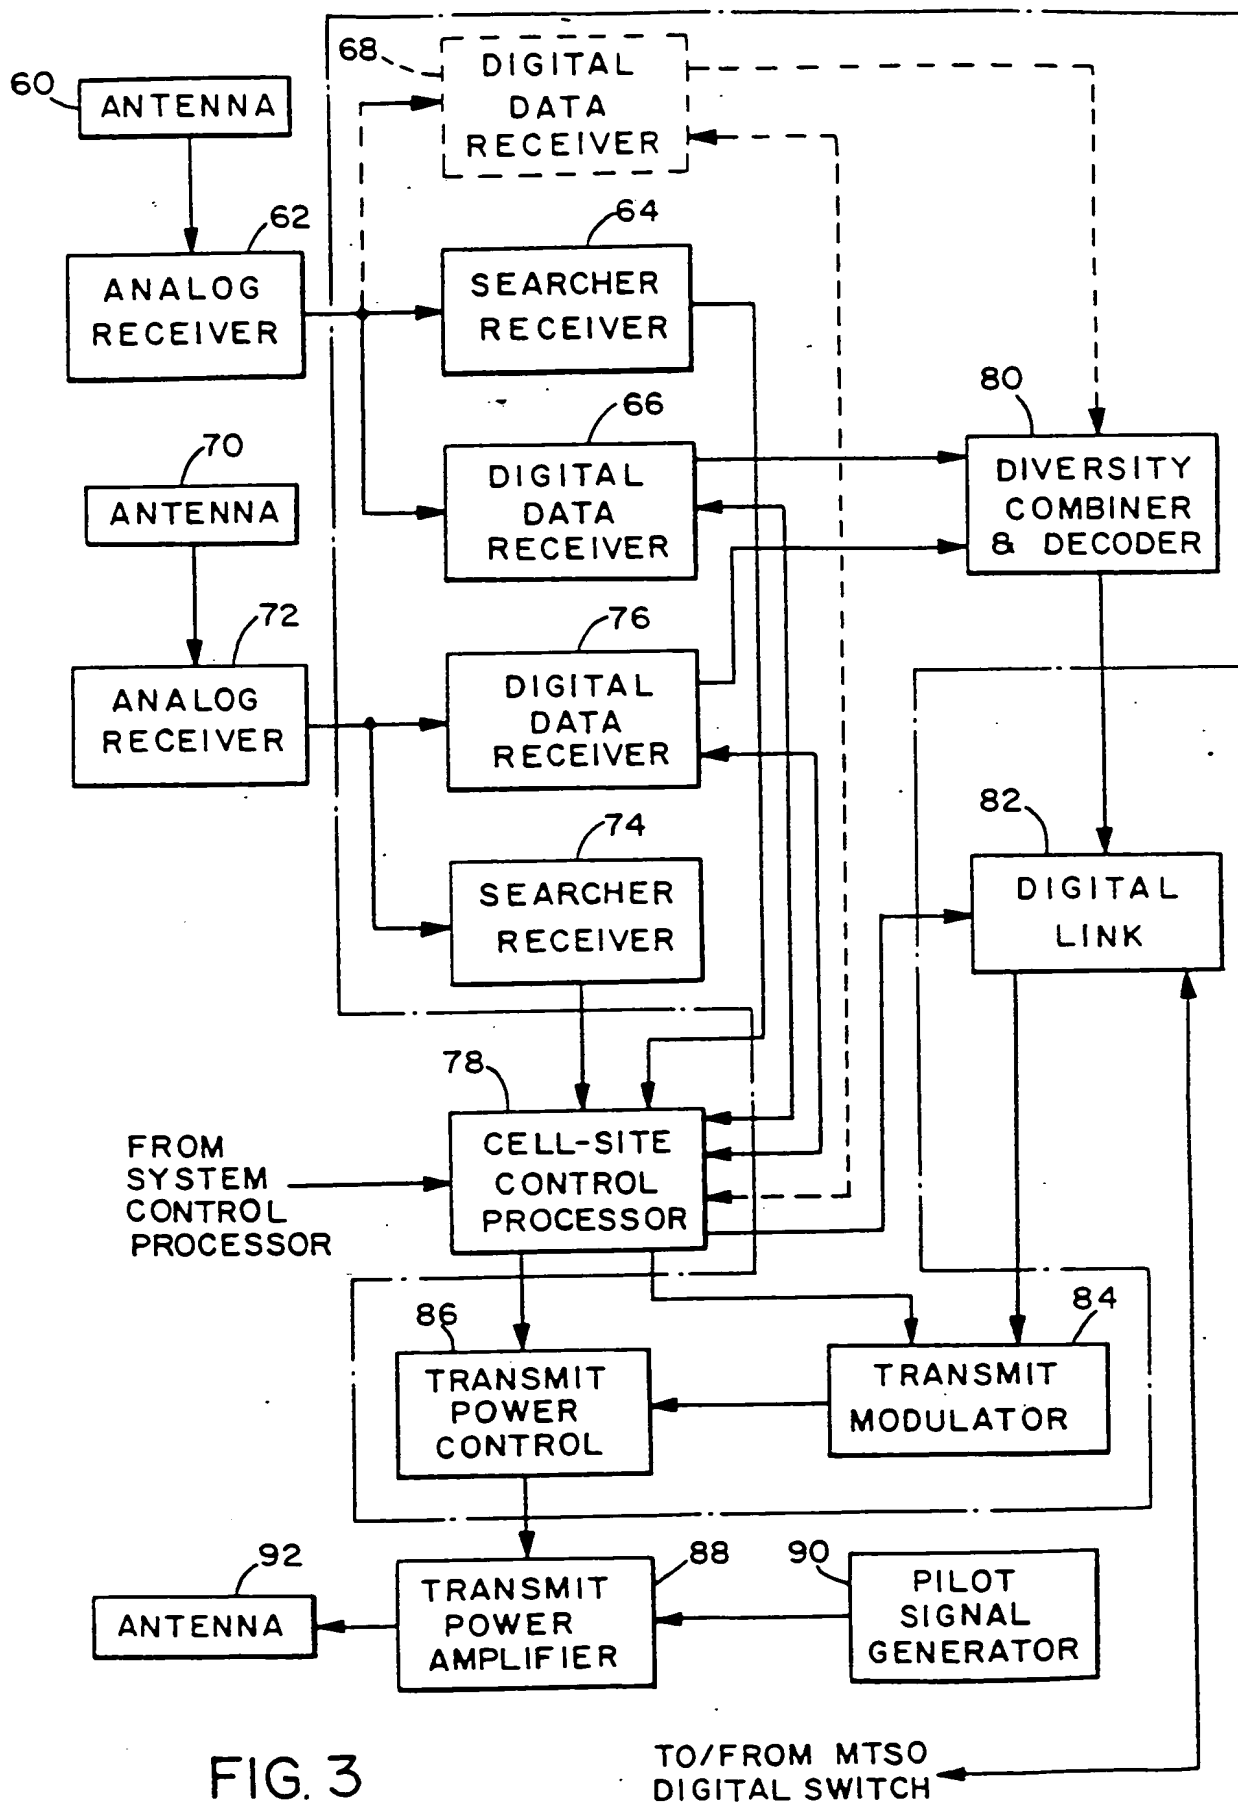 68
DIGITAL
DATA
RECEIVER
60
ANTENNA
62
ANALOG
RECEIVER
64
SEARCHER
RECEIVER
66
DIGITAL
DATA
RECEIVER
80
DIVERSITY
COMBINER
& DECODER
70
ANTENNA
72
ANALOG
RECEIVER
76
DIGITAL
DATA
RECEIVER
74
SEARCHER
RECEIVER
82
DIGITAL
LINK
78
CELL-SITE
CONTROL
PROCESSOR
FROM
SYSTEM
CONTROL
PROCESSOR
86
TRANSMIT
POWER
CONTROL
84
TRANSMIT
MODULATOR
92
ANTENNA
88
TRANSMIT
POWER
AMPLIFIER
90
PILOT
SIGNAL
GENERATOR
FIG. 3
TO/FROM MTSO
DIGITAL SWITCH